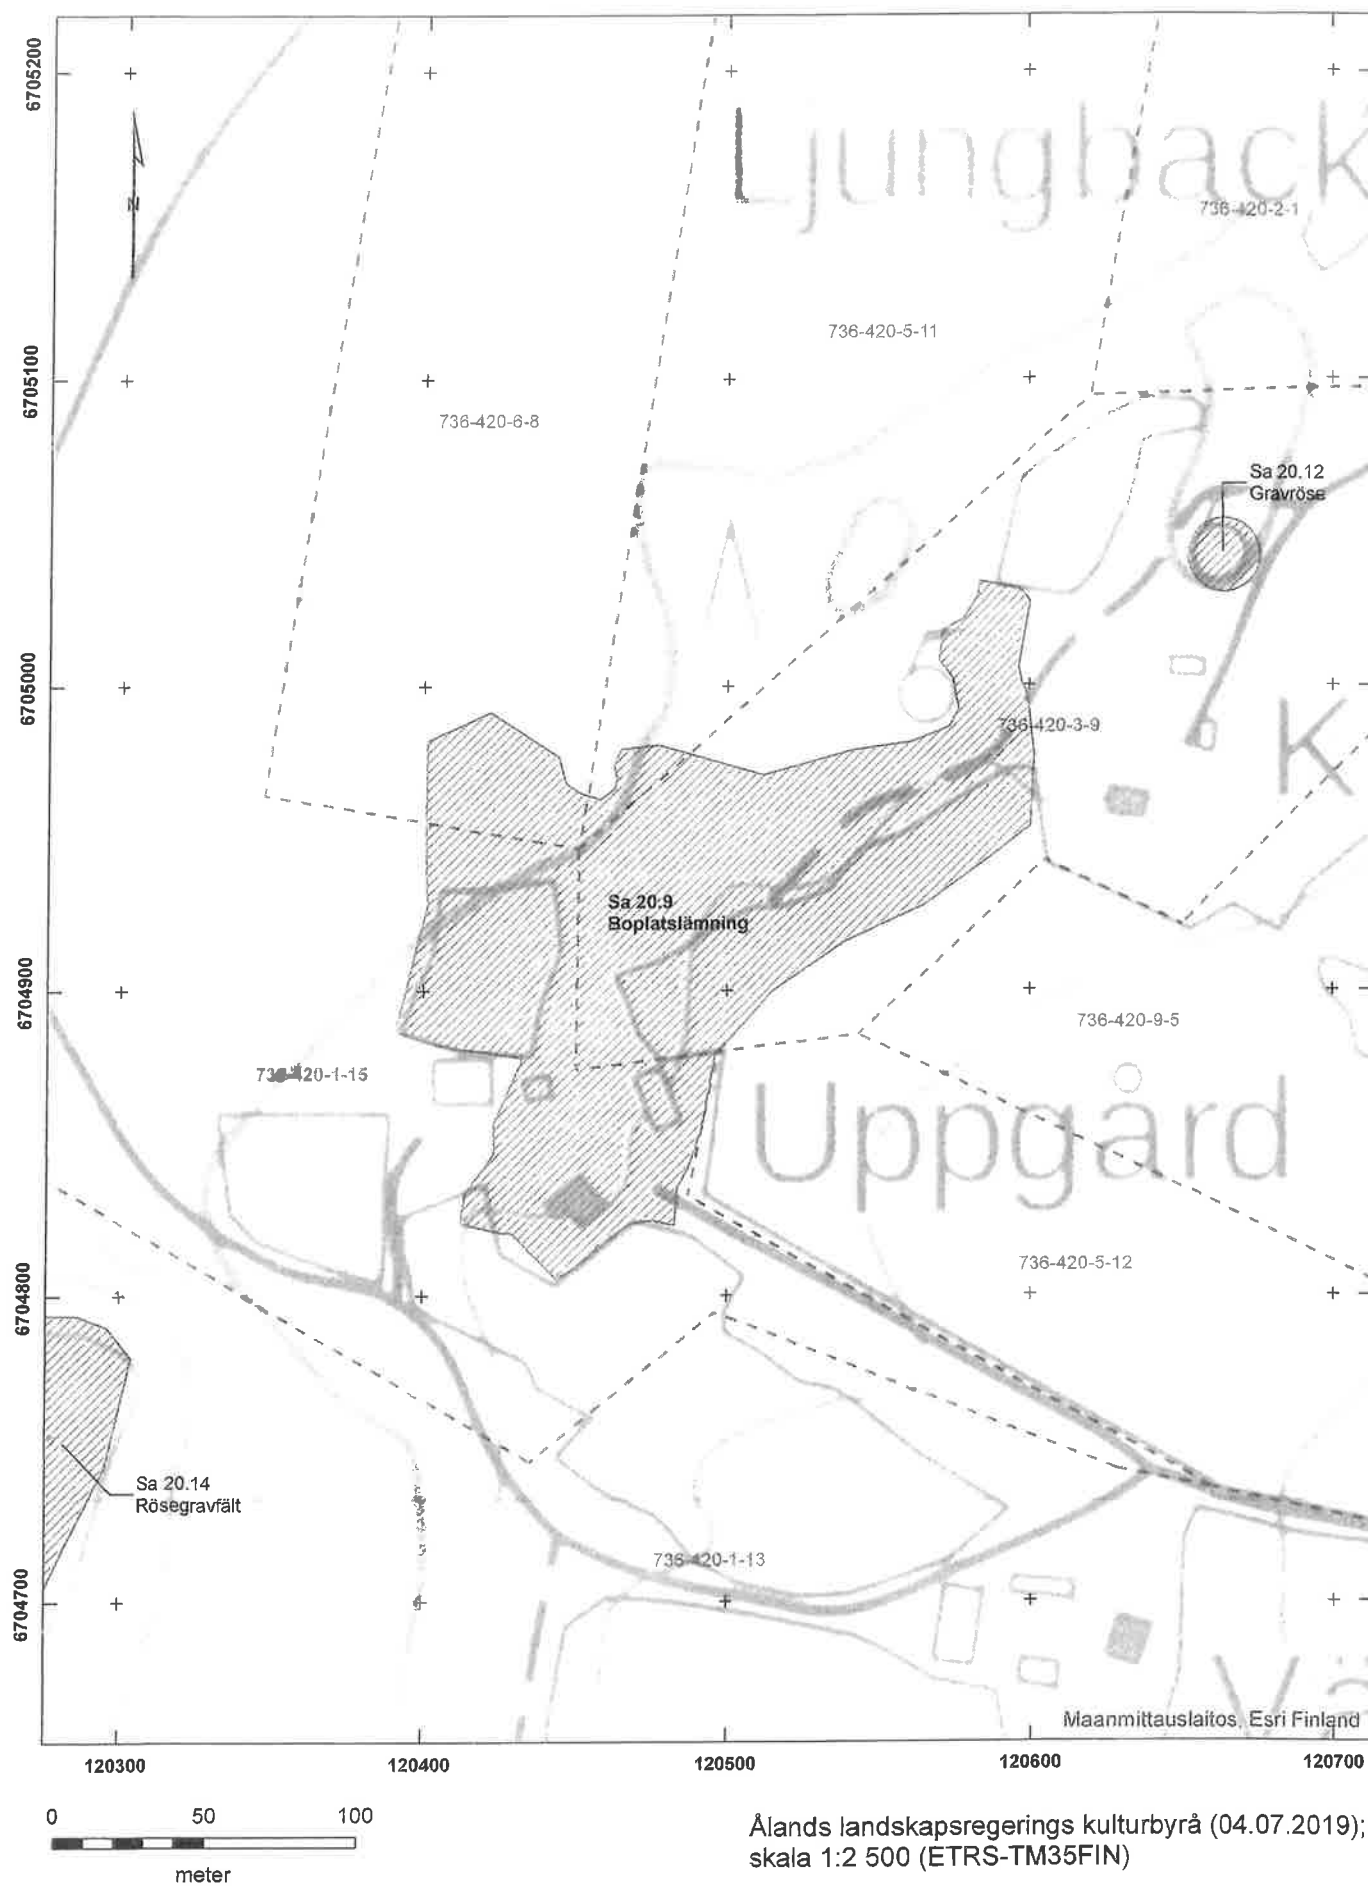 6705200
N
Ljungback
736-420-2-1
736-420-5-11
6705100
736-420-6-8
Sa 20.12
Gravröse
6705000
736-420-3-9
K
Sa 20.9
Boplatslämning
6704900
736-420-9-5
736-420-1-15
Uppgård
736-420-5-12
6704800
Sa 20.14
Rösegravfält
736-420-1-13
6704700
Vä
Maanmittauslaitos, Esri Finland
120300 120400 120500 120600 120700
0 50 100
meter
Ålands landskapsregerings kulturbyrå (04.07.2019);
skala 1:2 500 (ETRS-TM35FIN)